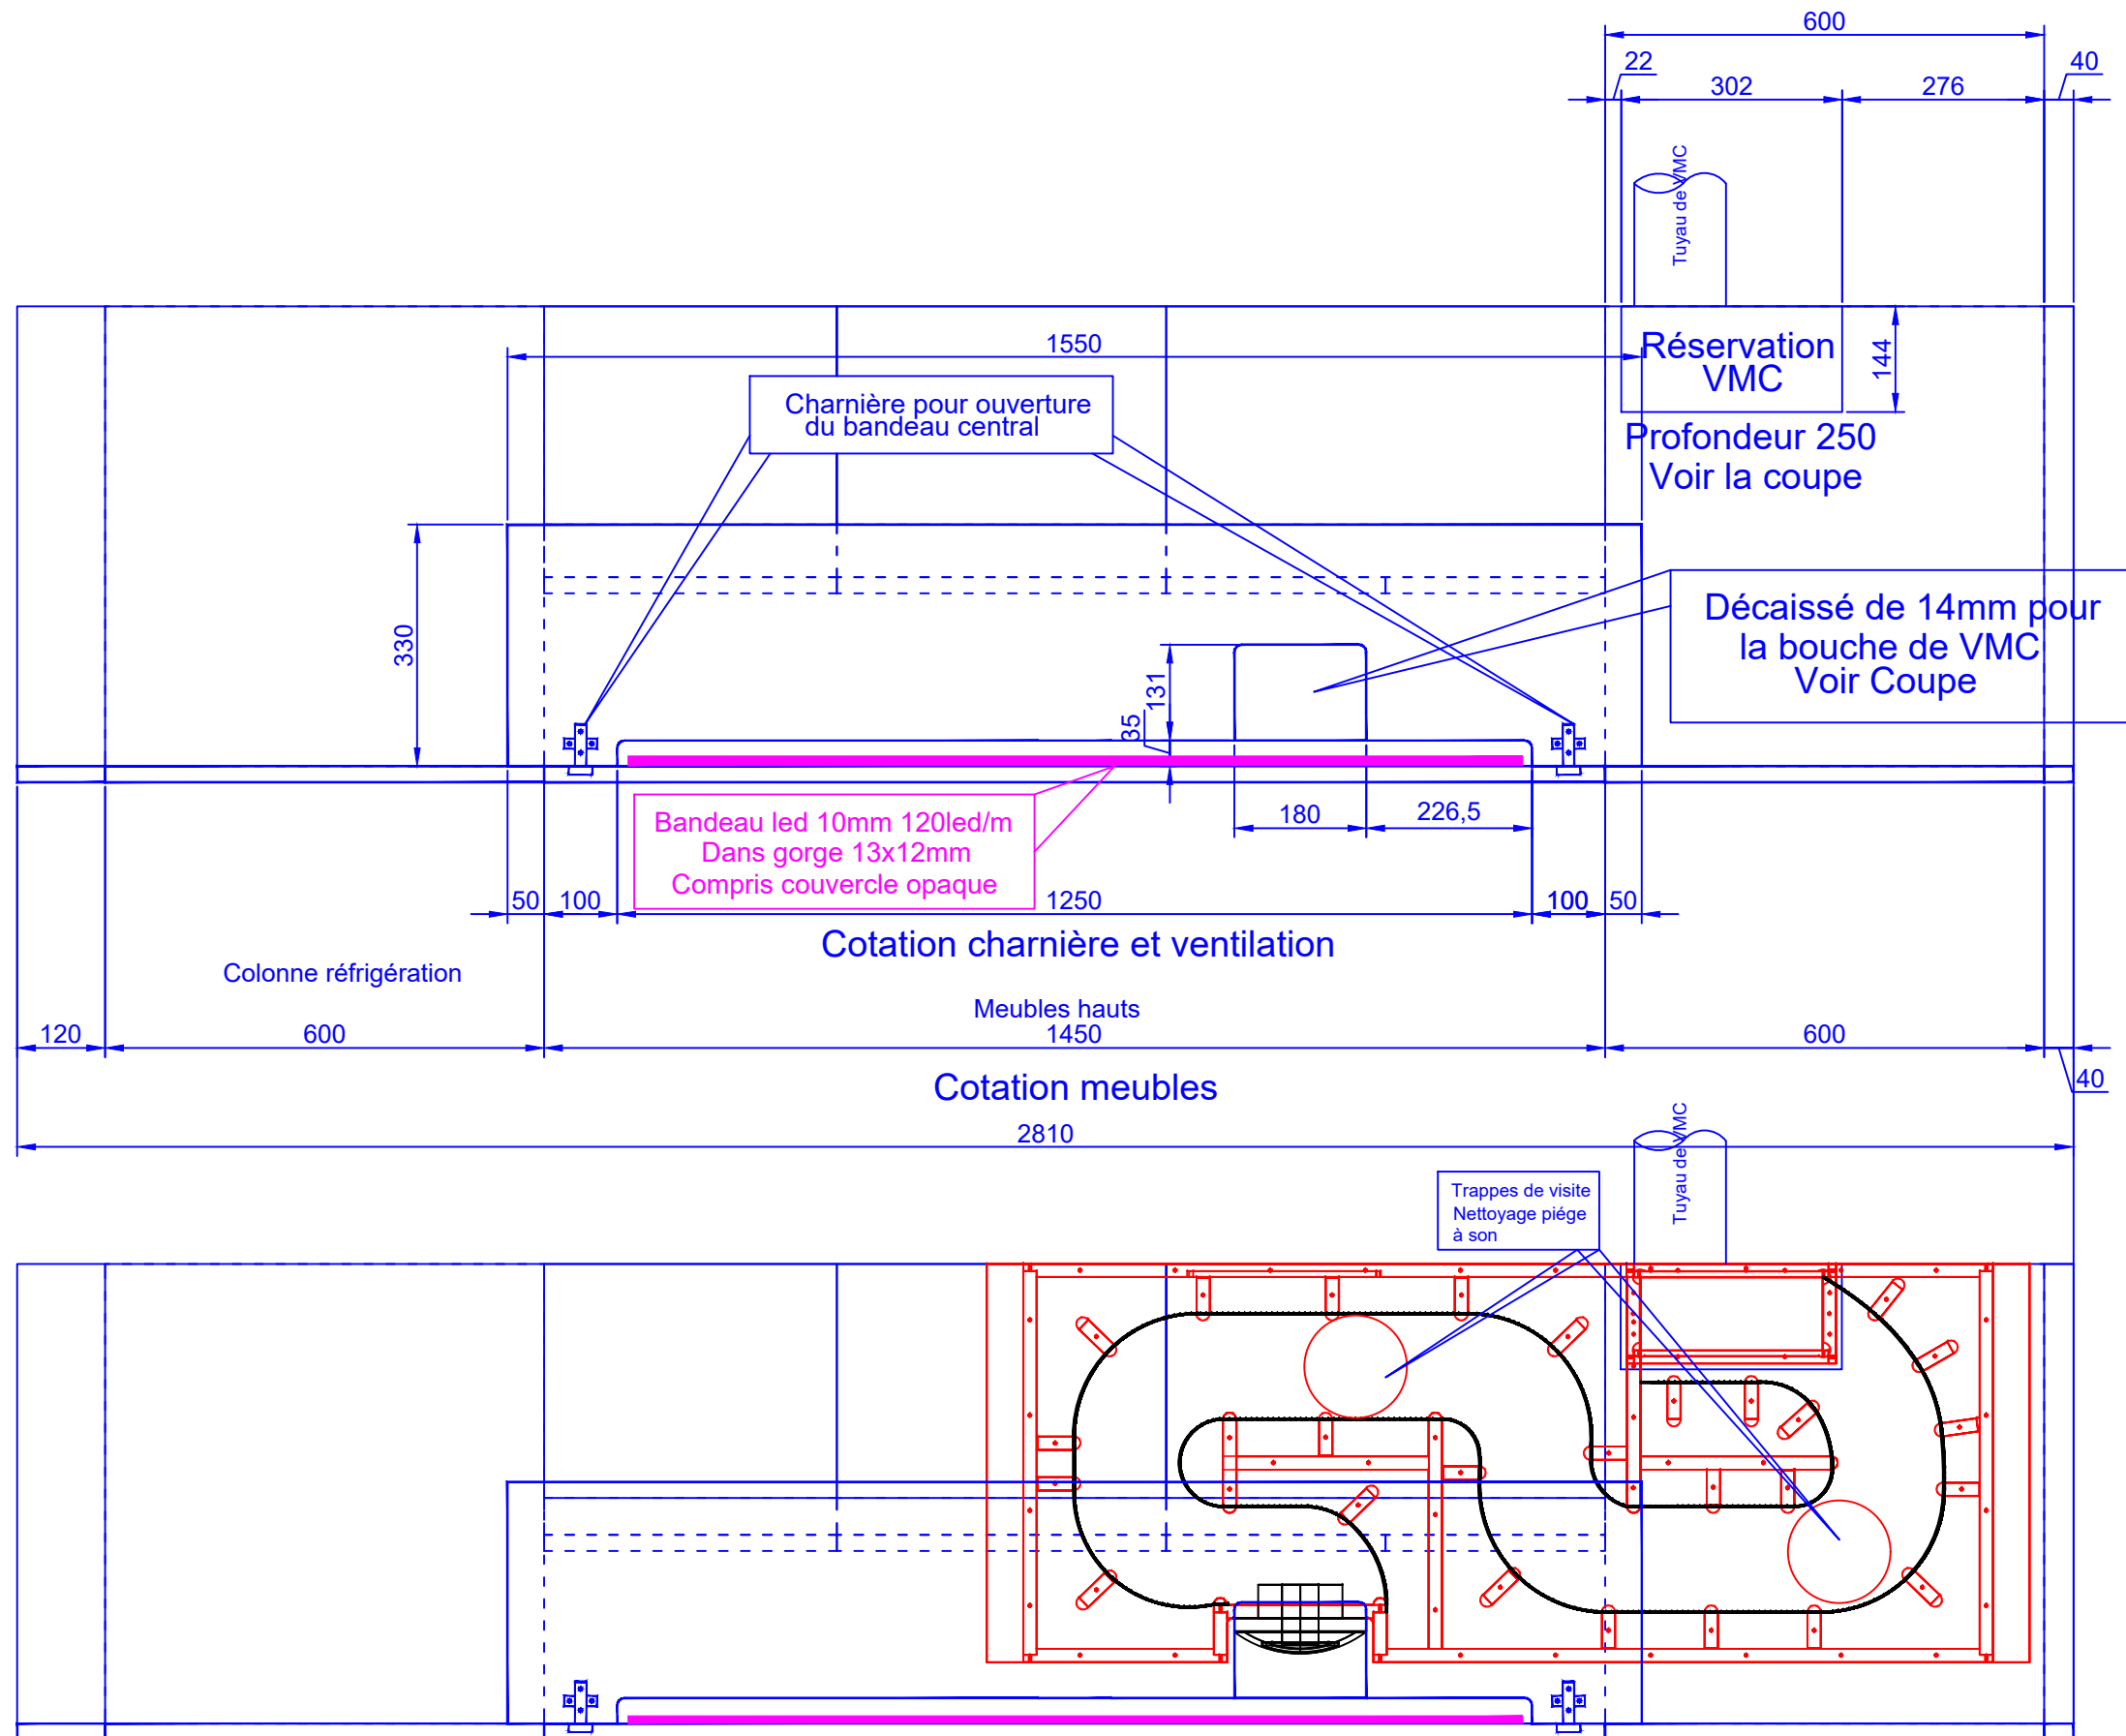 600
22
40
302
276
Tuyau de VMC
1550
Réservation
VMC
144
Charnière pour ouverture
du bandeau central
Profondeur 250
Voir la coupe
330
Décaissé de 14mm pour
la bouche de VMC
Voir Coupe
131
35
180
226,5
Bandeau led 10mm 120led/m
Dans gorge 13x12mm
Compris couvercle opaque
50
100
1250
100
50
Cotation charnière et ventilation
Colonne réfrigération
Meubles hauts
120
600
1450
600
40
Cotation meubles
2810
Tuyau de VMC
Trappes de visite
Nettoyage piége
à son